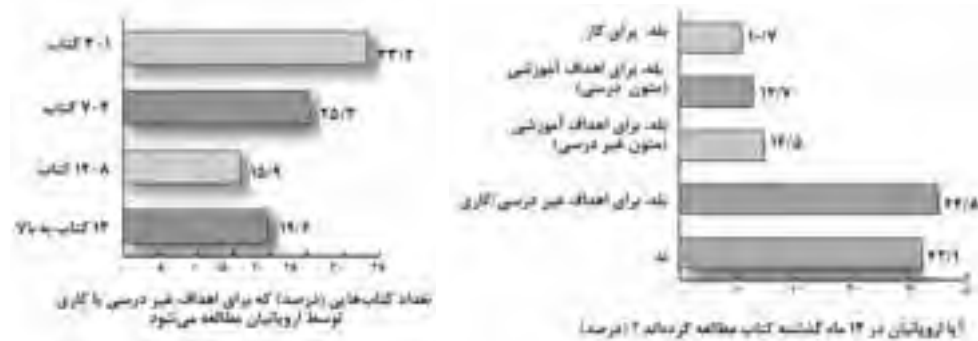 بله، برای کار
۱۰/۷
بله، برای اهداف آموزشی
(متون درسی)
۱۲/۷
بله، برای اهداف آموزشی
(متون غیر درسی)
۱۴/۵
بله، برای اهداف غیر درسی/کاری
۴۴/۸
نه
۴۲/۱
آیا اروپائیان در ۱۲ ماه گذشته کتاب مطالعه کرده‌اند؟ (درصد)
۳-۱ کتاب
۳۳/۲
۷-۴ کتاب
۲۵/۳
۱۲-۸ کتاب
۱۵/۹
۱۳ کتاب به بالا
۱۹/۶
تعداد کتاب‌هایی (درصد) که برای اهداف غیر درسی یا کاری
توسط اروپائیان مطالعه می‌شود